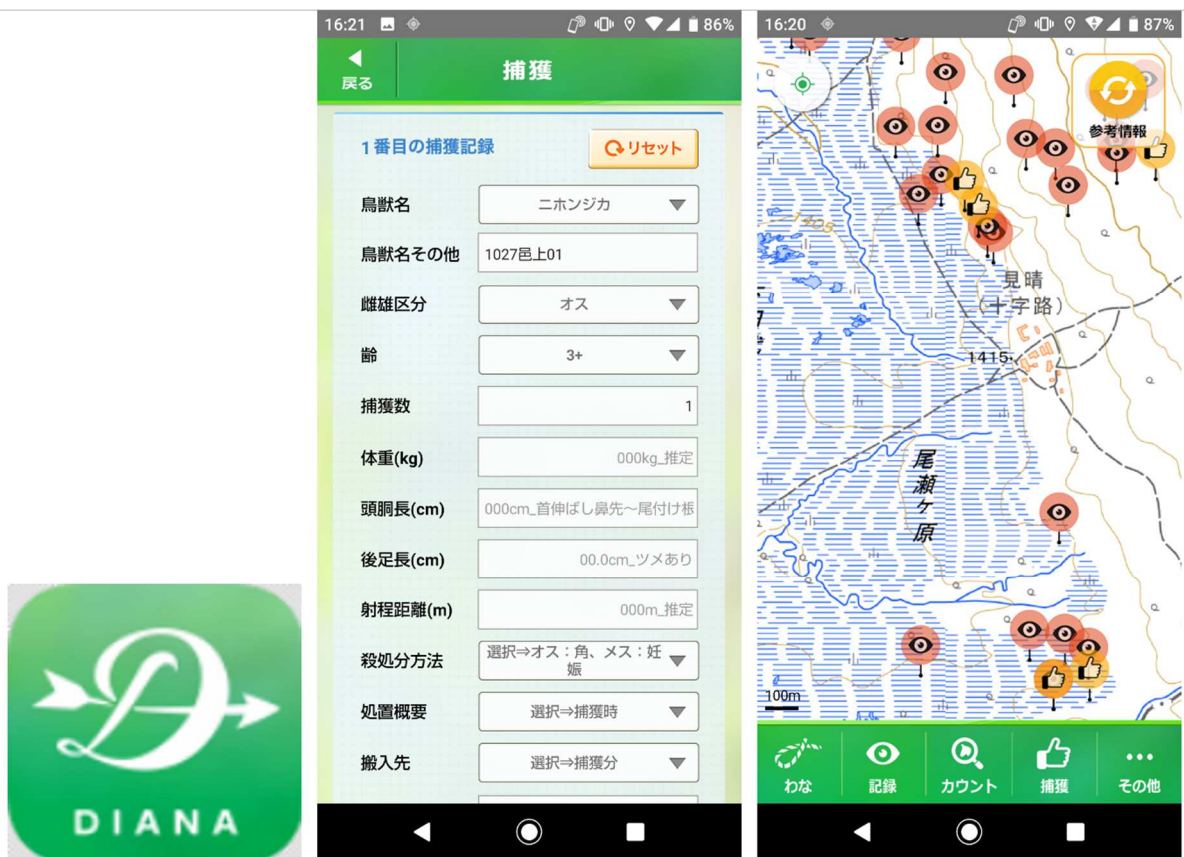 DIANA
16:21
86%
戻る
捕獲
1番目の捕獲記録
リセット
鳥獣名
ニホンジカ
鳥獣名その他
1027邑上01
雌雄区分
オス
齢
3+
捕獲数
1
体重(kg)
000kg_推定
頭胴長(cm)
000cm_首伸ばし鼻先～尾付け根
後足長(cm)
00.0cm_ツメあり
射程距離(m)
000m_推定
殺処分方法
選択⇒オス：角、メス：妊
娠
処置概要
選択⇒捕獲時
搬入先
選択⇒捕獲分
16:20
87%
参考情報
1405
見晴
(十字路)
1415
尾瀬ヶ原
100m
わな
記録
カウント
捕獲
その他